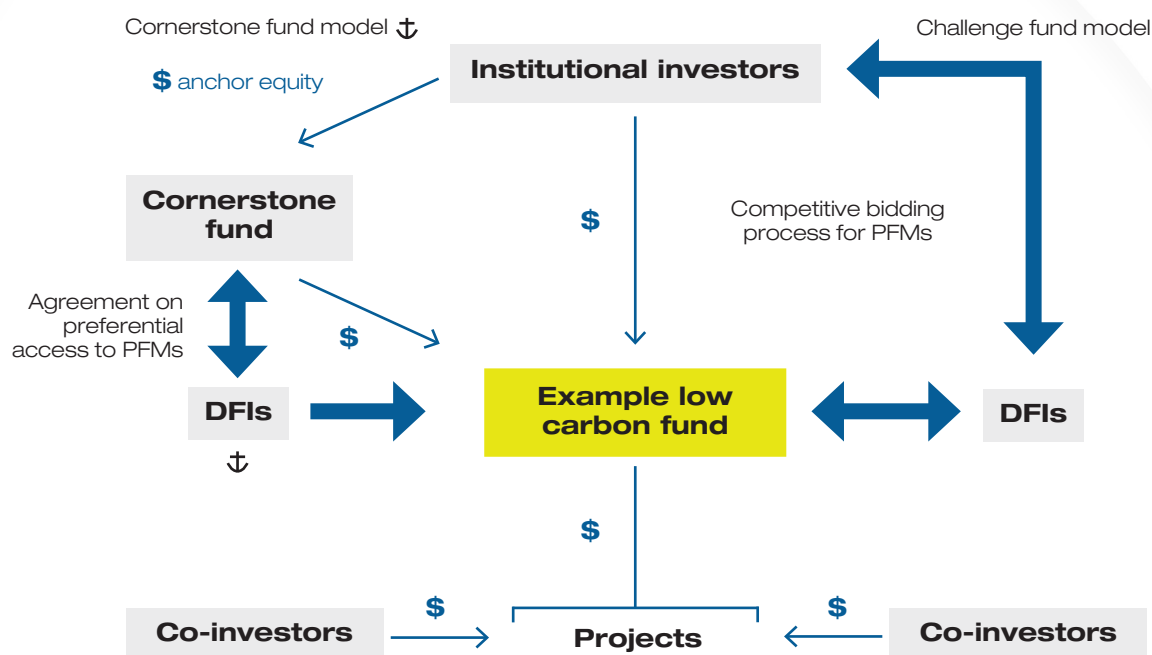 Cornerstone fund model
Challenge fund model
$ anchor equity
Institutional investors
Cornerstone
fund
$
Competitive bidding
process for PFMs
Agreement on
preferential
access to PFMs
$
DFIs
Example low
carbon fund
DFIs
$
Co-investors
$
Projects
$
Co-investors